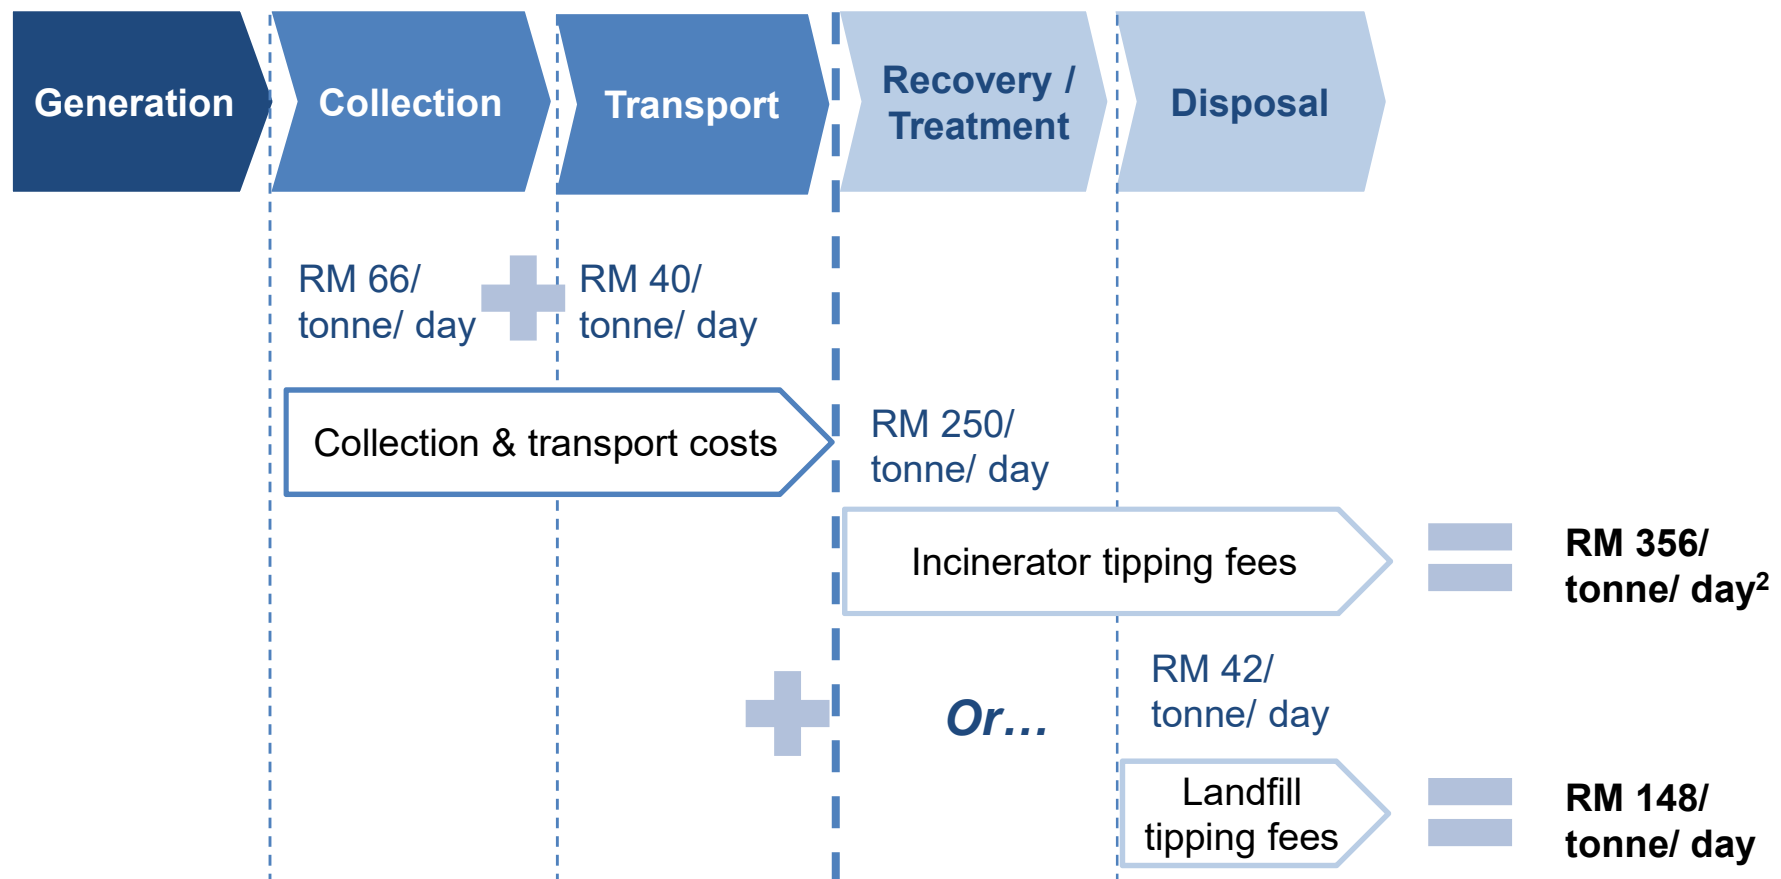 Generation
Collection
Transport
Recovery /
Treatment
Disposal
RM 66/
tonne/ day
RM 40/
tonne/ day
Collection & transport costs
RM 250/
tonne/ day
Incinerator tipping fees
RM 356/
tonne/ day²
Or…
RM 42/
tonne/ day
Landfill
tipping fees
RM 148/
tonne/ day